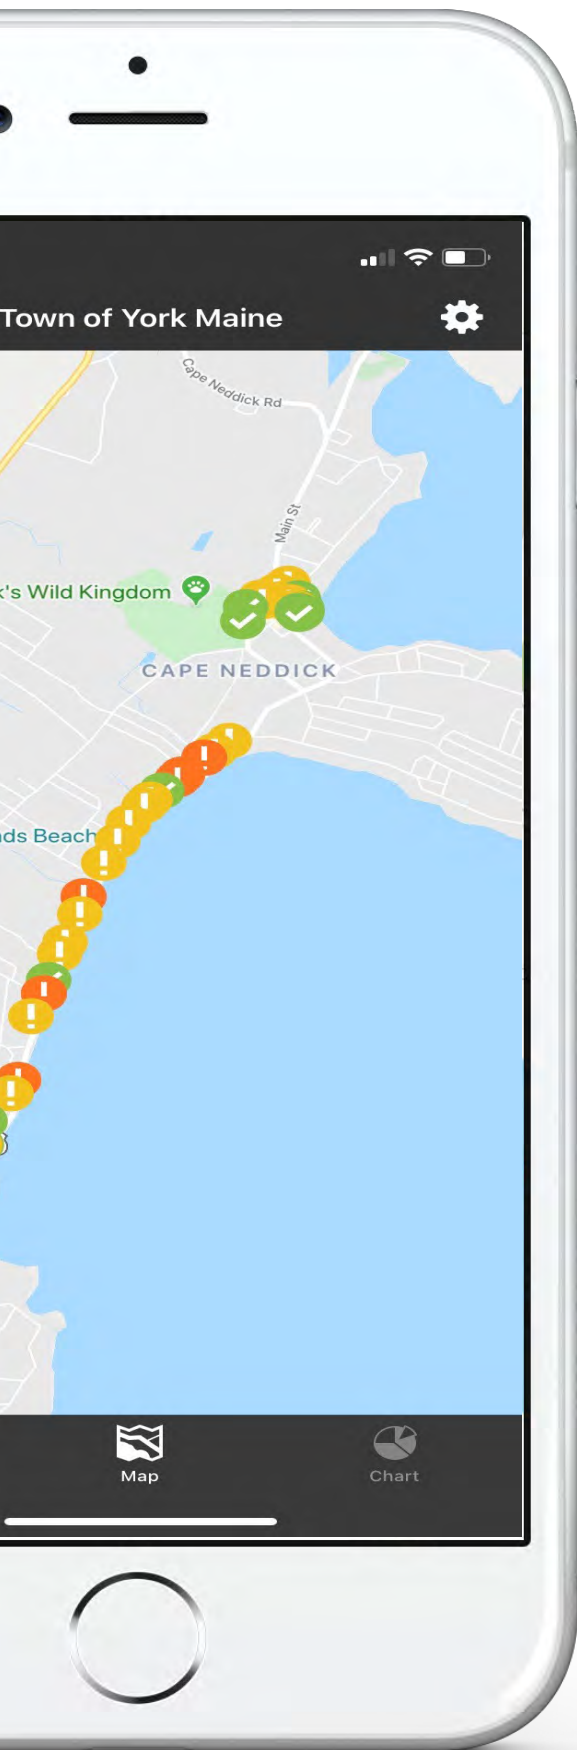 Town of York Maine
Cape Neddick Rd
Main St
k's Wild Kingdom
CAPE NEDDICK
ds Beach
Map
Chart